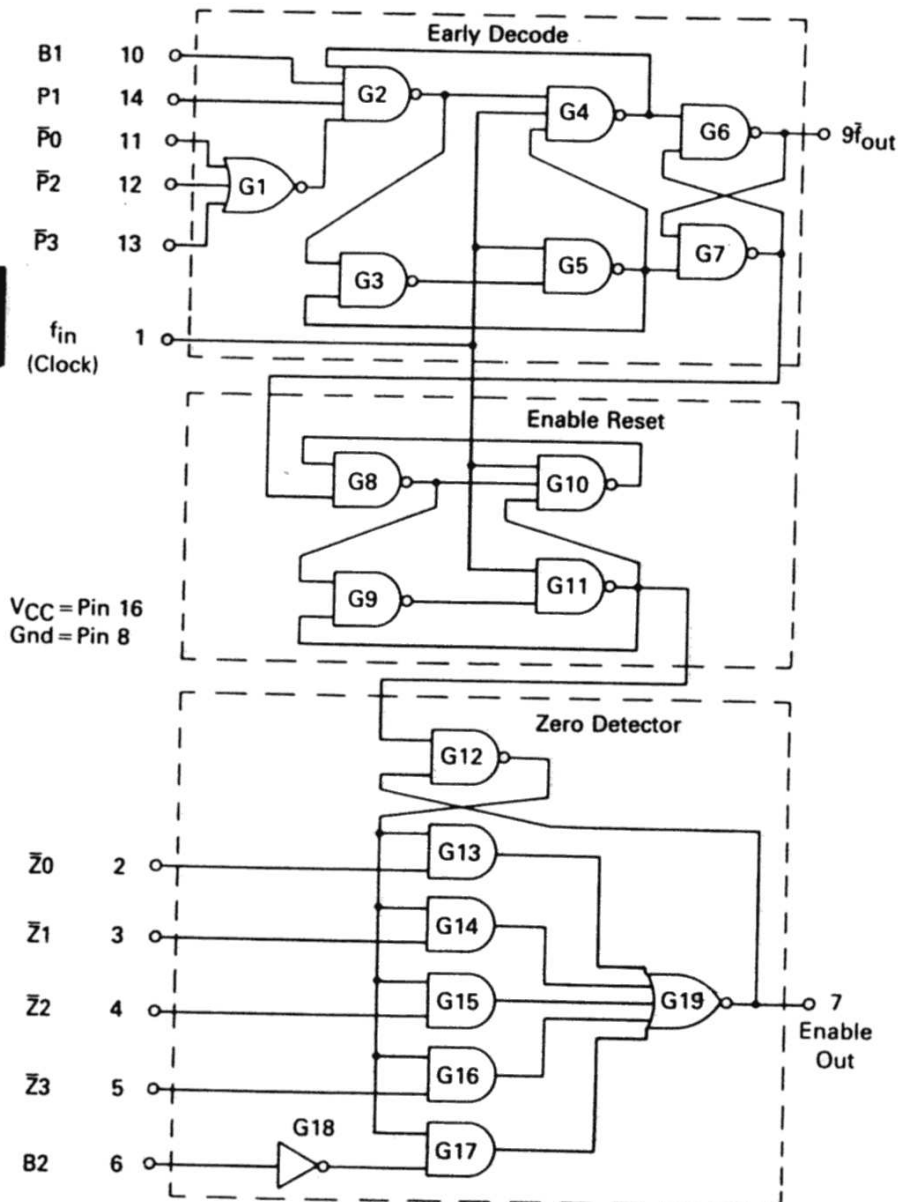 Early Decode
B1 10
P1 14
P̅0 11
P̅2 12
P̅3 13
G1
G2
G3
G4
G5
G6
G7
9f̅out
fin 1
(Clock)
Enable Reset
G8
G9
G10
G11
VCC = Pin 16
Gnd = Pin 8
Zero Detector
G12
Z̅0 2
G13
Z̅1 3
G14
Z̅2 4
G15
G19
7
Enable
Out
Z̅3 5
G16
G18
B2 6
G17